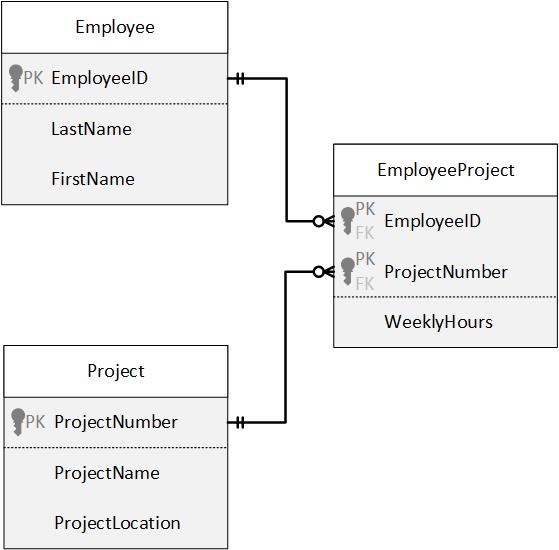 Employee
PK EmployeeID
LastName
FirstName
EmployeeProject
PK
FK
EmployeeID
PK
FK
ProjectNumber
WeeklyHours
Project
PK ProjectNumber
ProjectName
ProjectLocation